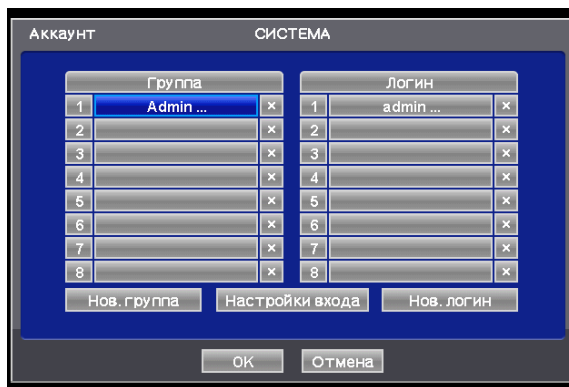 Аккаунт СИСТЕМА
Группа Логин
1 Admin ... × 1 admin ... ×
2 × 2 ×
3 × 3 ×
4 × 4 ×
5 × 5 ×
6 × 6 ×
7 × 7 ×
8 × 8 ×
Нов. группа Настройки входа Нов. логин
OK Отмена